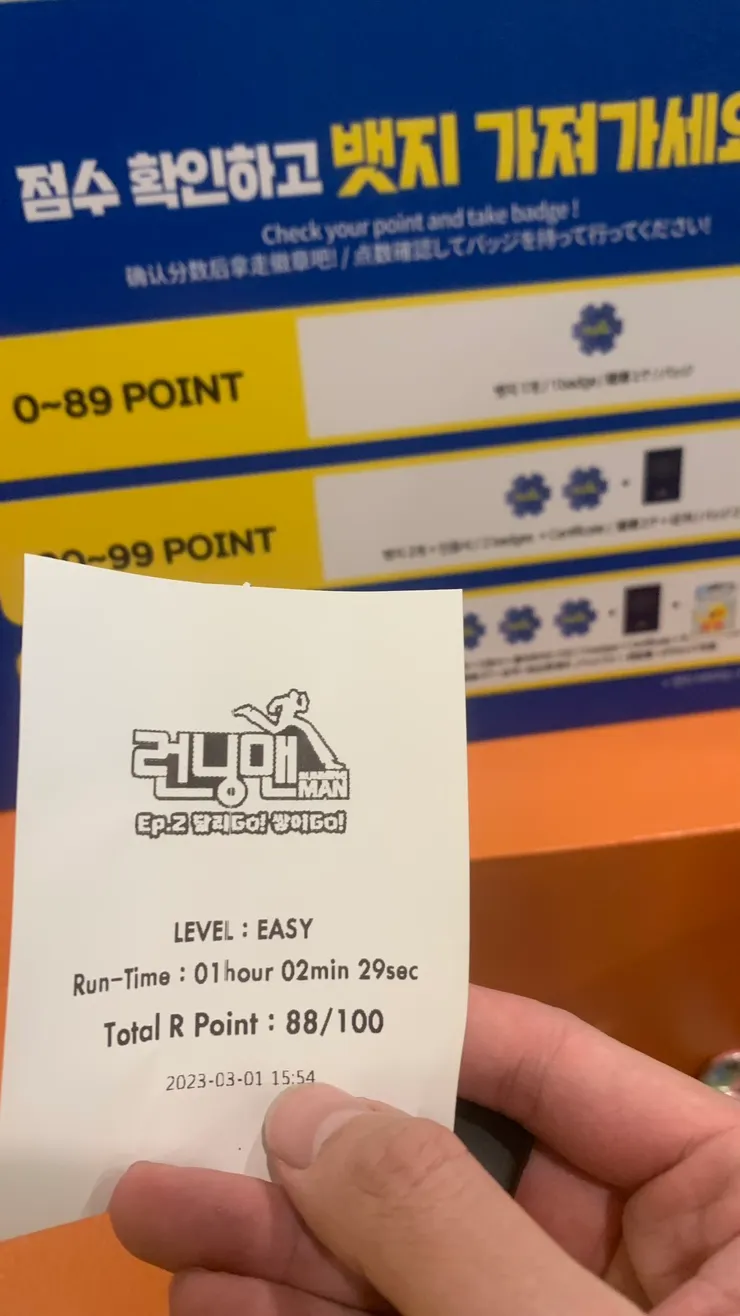 점수 확인하고 뱃지 가져가세요
Check your point and take badge !
确认分数后拿走徽章吧! / 点数確認してバッジを持って行ってください!
0~89 POINT
~99 POINT
런닝맨
RUNNING
MAN
Ep.2 달리GO! 쌓어GO!
LEVEL : EASY
Run-Time : 01hour 02min 29sec
Total R Point : 88/100
2023-03-01 15:54